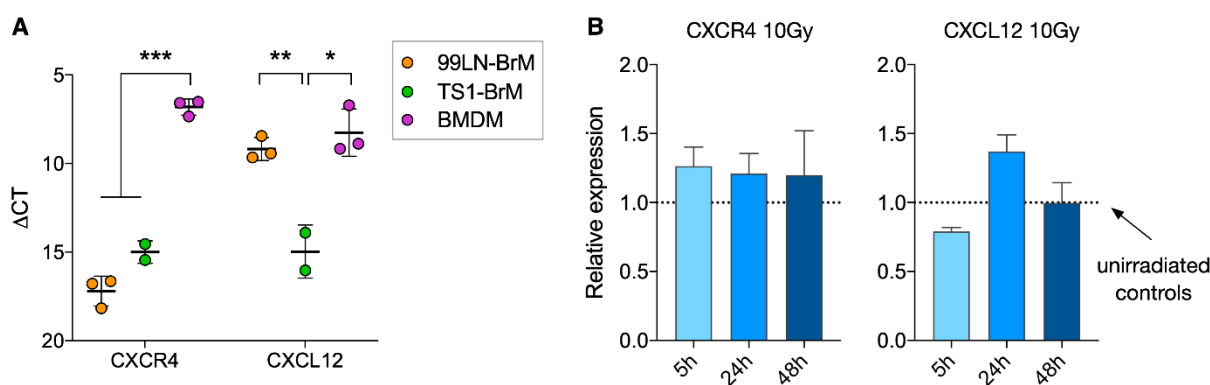 A
***
**
*
99LN-BrM
TS1-BrM
BMDM
ΔCT
5
10
15
20
CXCR4
CXCL12
B
CXCR4 10Gy
CXCL12 10Gy
Relative expression
2.0
1.5
1.0
0.5
0.0
5h
24h
48h
2.0
1.5
1.0
0.5
0.0
5h
24h
48h
unirradiated
controls